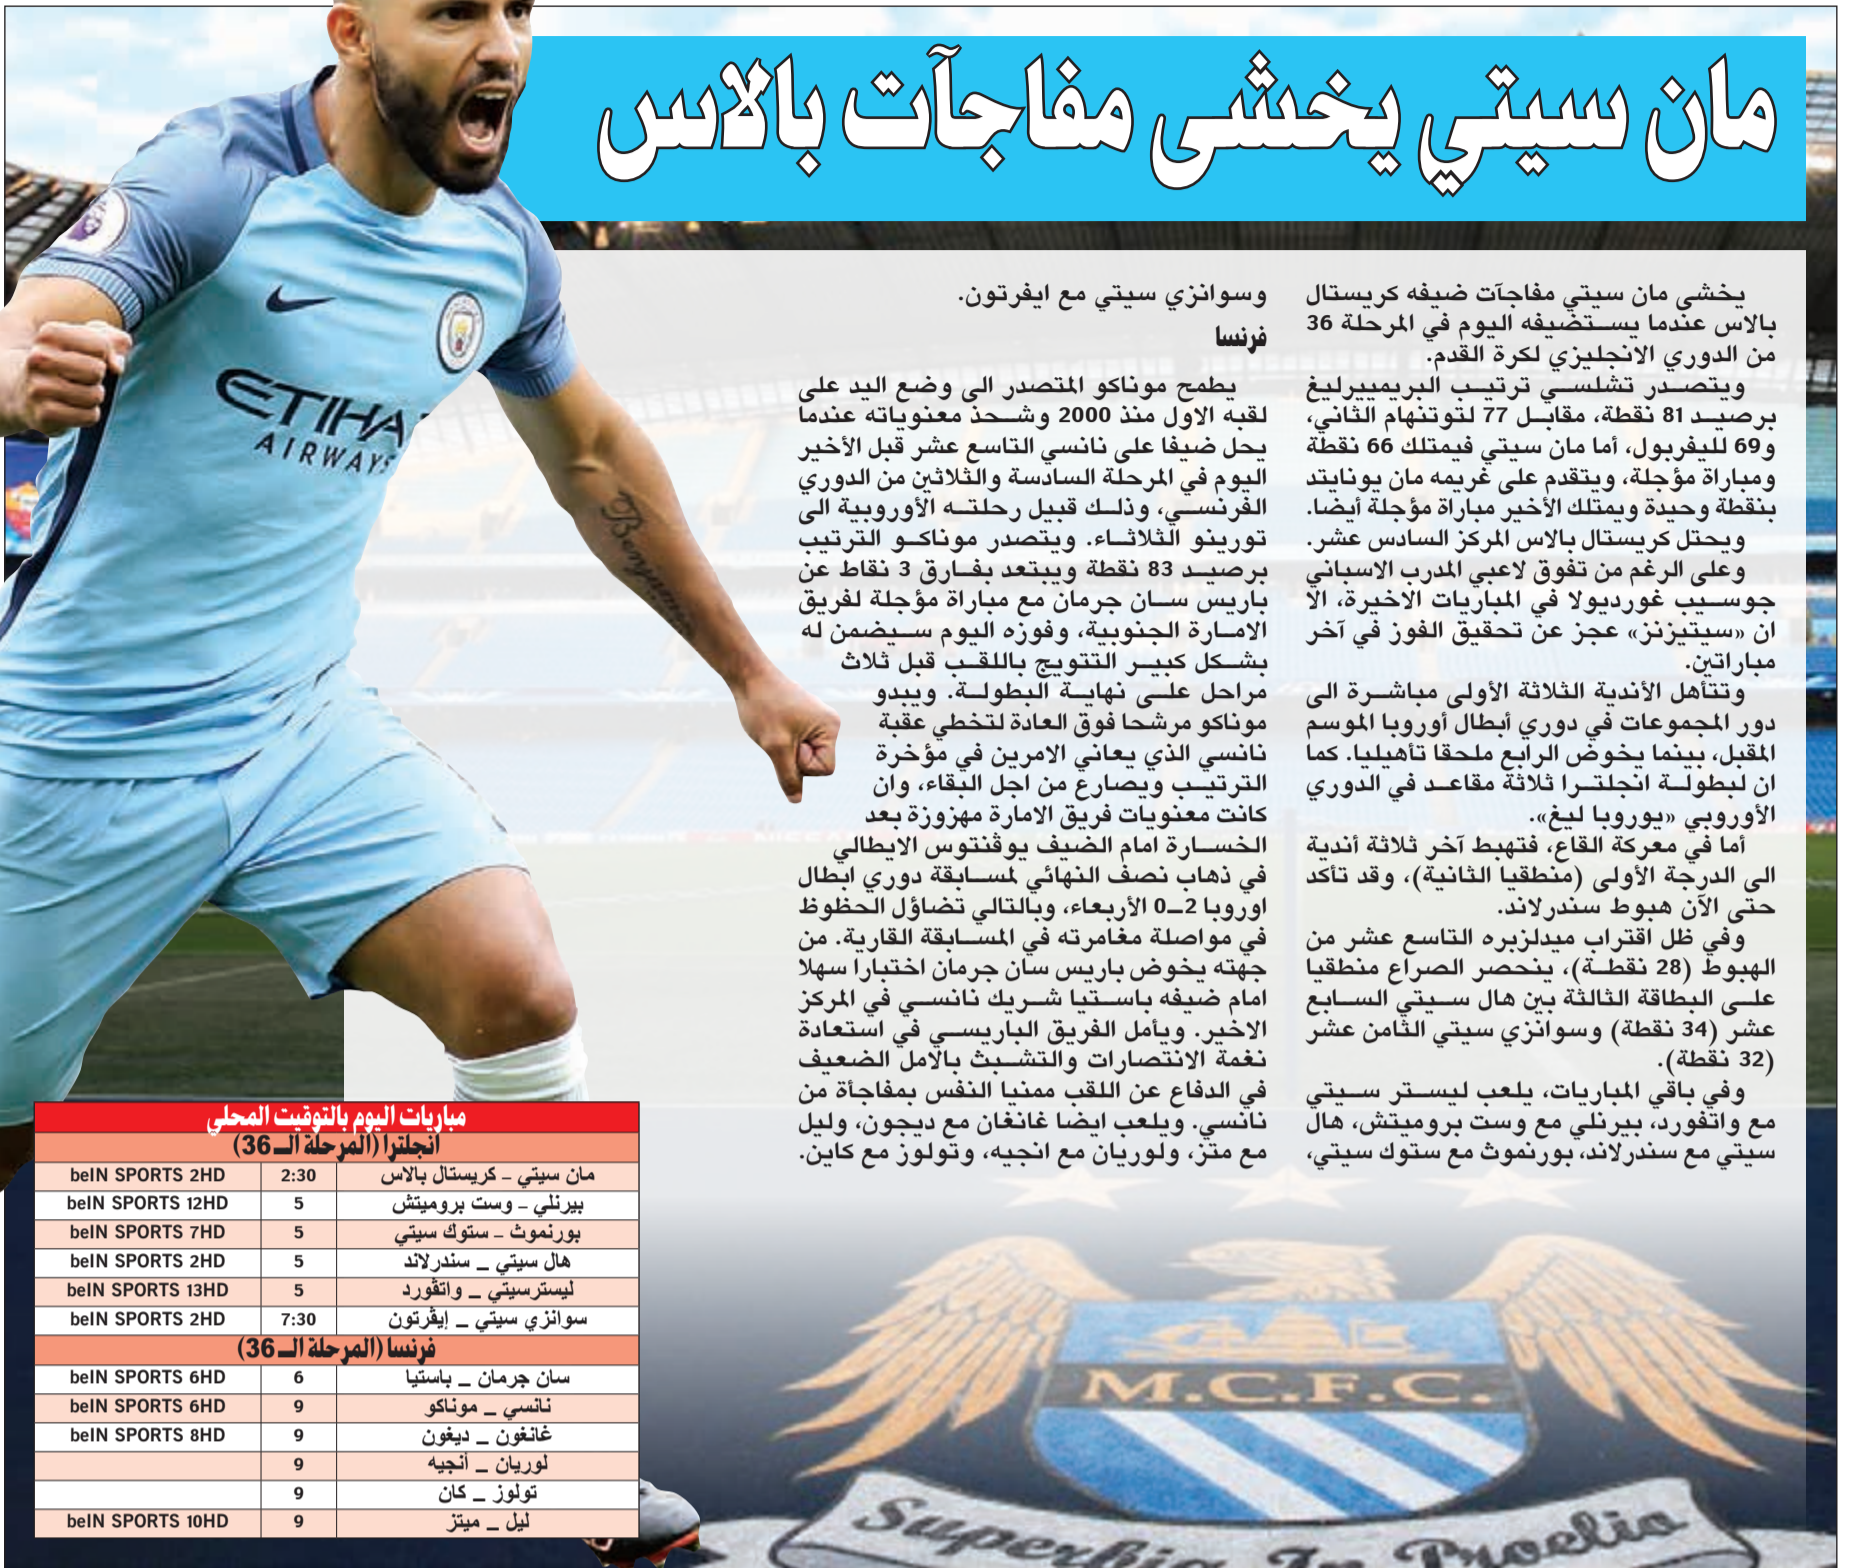 مان سيتي يخشى مفاجآت بالاس
يخشى مان سيتي مفاجآت ضيفه كريستال
بالاس عندما يستضيفه اليوم في المرحلة 36
من الدوري الانجليزي لكرة القدم.
ويتصدر تشلسي ترتيب البريمييرليغ
برصيد 81 نقطة، مقابل 77 لتوتنهام الثاني،
و69 لليفربول، أما مان سيتي فيمتلك 66 نقطة
ومباراة مؤجلة، ويتقدم على غريمه مان يونايتد
بنقطة وحيدة ويمتلك الأخير مباراة مؤجلة أيضا.
ويحتل كريستال بالاس المركز السادس عشر.
وعلى الرغم من تفوق لاعبي المدرب الاسباني
جوسيب غورديولا في المباريات الاخيرة، الا
ان «سيتيزنز» عجز عن تحقيق الفوز في آخر
مباراتين.
وتتأهل الأندية الثلاثة الأولى مباشرة الى
دور المجموعات في دوري أبطال أوروبا الموسم
المقبل، بينما يخوض الرابع ملحقا تأهيليا. كما
ان لبطولة انجلترا ثلاثة مقاعد في الدوري
الأوروبي «يوروبا ليغ».
أما في معركة القاع، فتهبط آخر ثلاثة أندية
الى الدرجة الأولى (منطقيا الثانية)، وقد تأكد
حتى الآن هبوط سندرلاند.
وفي ظل اقتراب ميدلزبره التاسع عشر من
الهبوط (28 نقطة)، ينحصر الصراع منطقيا
على البطاقة الثالثة بين هال سيتي السابع
عشر (34 نقطة) وسوانزي سيتي الثامن عشر
(32 نقطة).
وفي باقي المباريات، يلعب ليستر سيتي
مع واتفورد، بيرنلي مع وست بروميتش، هال
سيتي مع سندرلاند، بورنموث مع ستوك سيتي،
وسوانزي سيتي مع ايفرتون.
فرنسا
يطمح موناكو المتصدر الى وضع اليد على
لقبه الاول منذ 2000 وشحذ معنوياته عندما
يحل ضيفا على نانسي التاسع عشر قبل الأخير
اليوم في المرحلة السادسة والثلاثين من الدوري
الفرنسي، وذلك قبيل رحلته الأوروبية الى
تورينو الثلاثاء. ويتصدر موناكو الترتيب
برصيد 83 نقطة ويبتعد بفارق 3 نقاط عن
باريس سان جرمان مع مباراة مؤجلة لفريق
الامارة الجنوبية، وفوزه اليوم سيضمن له
بشكل كبير التتويج باللقب قبل ثلاث
مراحل على نهاية البطولة. ويبدو
موناكو مرشحا فوق العادة لتخطي عقبة
نانسي الذي يعاني الامرين في مؤخرة
الترتيب ويصارع من اجل البقاء، وان
كانت معنويات فريق الامارة مهزوزة بعد
الخسارة امام الضيف يوڤنتوس الايطالي
في ذهاب نصف النهائي لمسابقة دوري ابطال
اوروبا 2ــ0 الأربعاء، وبالتالي تضاؤل الحظوظ
في مواصلة مغامرته في المسابقة القارية. من
جهته يخوض باريس سان جرمان اختبارا سهلا
امام ضيفه باستيا شريك نانسي في المركز
الاخير. ويأمل الفريق الباريسي في استعادة
نغمة الانتصارات والتشبث بالامل الضعيف
في الدفاع عن اللقب ممنيا النفس بمفاجأة من
نانسي. ويلعب ايضا غانغان مع ديجون، وليل
مع متز، ولوريان مع انجيه، وتولوز مع كاين.
مباريات اليوم بالتوقيت المحلي
انجلترا (المرحلة الـ 36)
مان سيتي – كريستال بالاس 2:30 beIN SPORTS 2HD
بيرنلي – وست بروميتش 5 beIN SPORTS 12HD
بورنموث – ستوك سيتي 5 beIN SPORTS 7HD
هال سيتي – سندرلاند 5 beIN SPORTS 2HD
ليسترسيتي – واتڤورد 5 beIN SPORTS 13HD
سوانزي سيتي – إيڤرتون 7:30 beIN SPORTS 2HD
فرنسا (المرحلة الـ 36)
سان جرمان – باستيا 6 beIN SPORTS 6HD
نانسي – موناكو 9 beIN SPORTS 6HD
غانغون – ديغون 9 beIN SPORTS 8HD
لوريان – أنجيه 9
تولوز – كان 9
ليل – ميتز 9 beIN SPORTS 10HD
ETIHA
AIRWAYS
Benjamin
M.C.F.C.
Superbia In Proelio